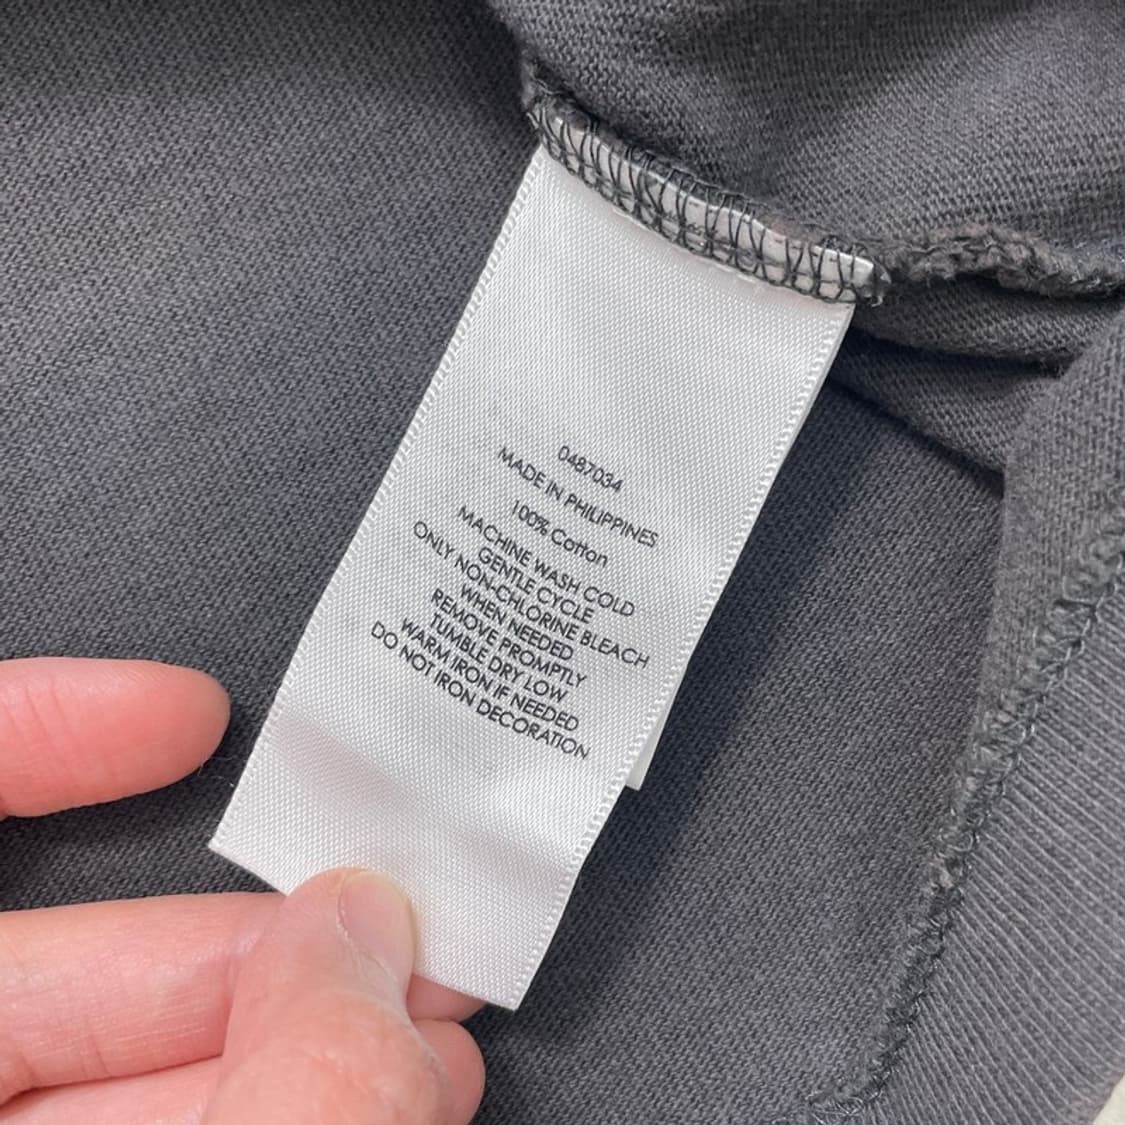 0487034
MADE IN PHILIPPINES
100% Cotton
MACHINE WASH COLD
GENTLE CYCLE
ONLY NON-CHLORINE BLEACH
WHEN NEEDED
REMOVE PROMPTLY
TUMBLE DRY LOW
WARM IRON IF NEEDED
DO NOT IRON DECORATION